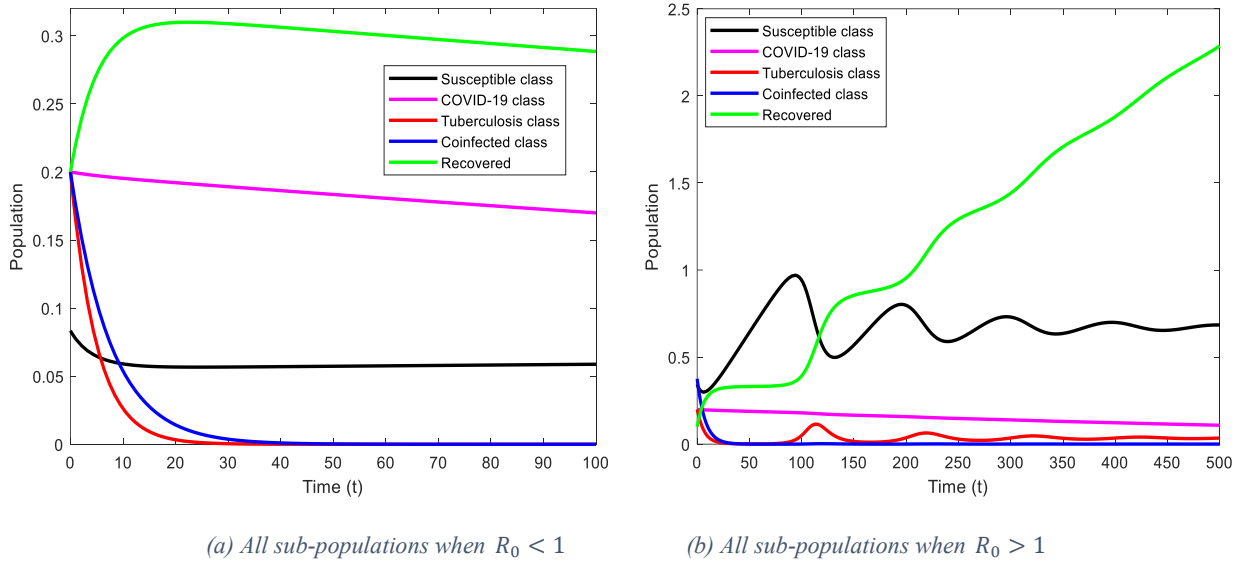 0.3
0.25
0.2
0.15
0.1
0.05
0
Population
Susceptible class
COVID-19 class
Tuberculosis class
Coinfected class
Recovered
0 10 20 30 40 50 60 70 80 90 100
Time (t)
(a) All sub-populations when R₀ < 1
2.5
2
1.5
1
0.5
0
Population
Susceptible class
COVID-19 class
Tuberculosis class
Coinfected class
Recovered
0 50 100 150 200 250 300 350 400 450 500
Time (t)
(b) All sub-populations when R₀ > 1